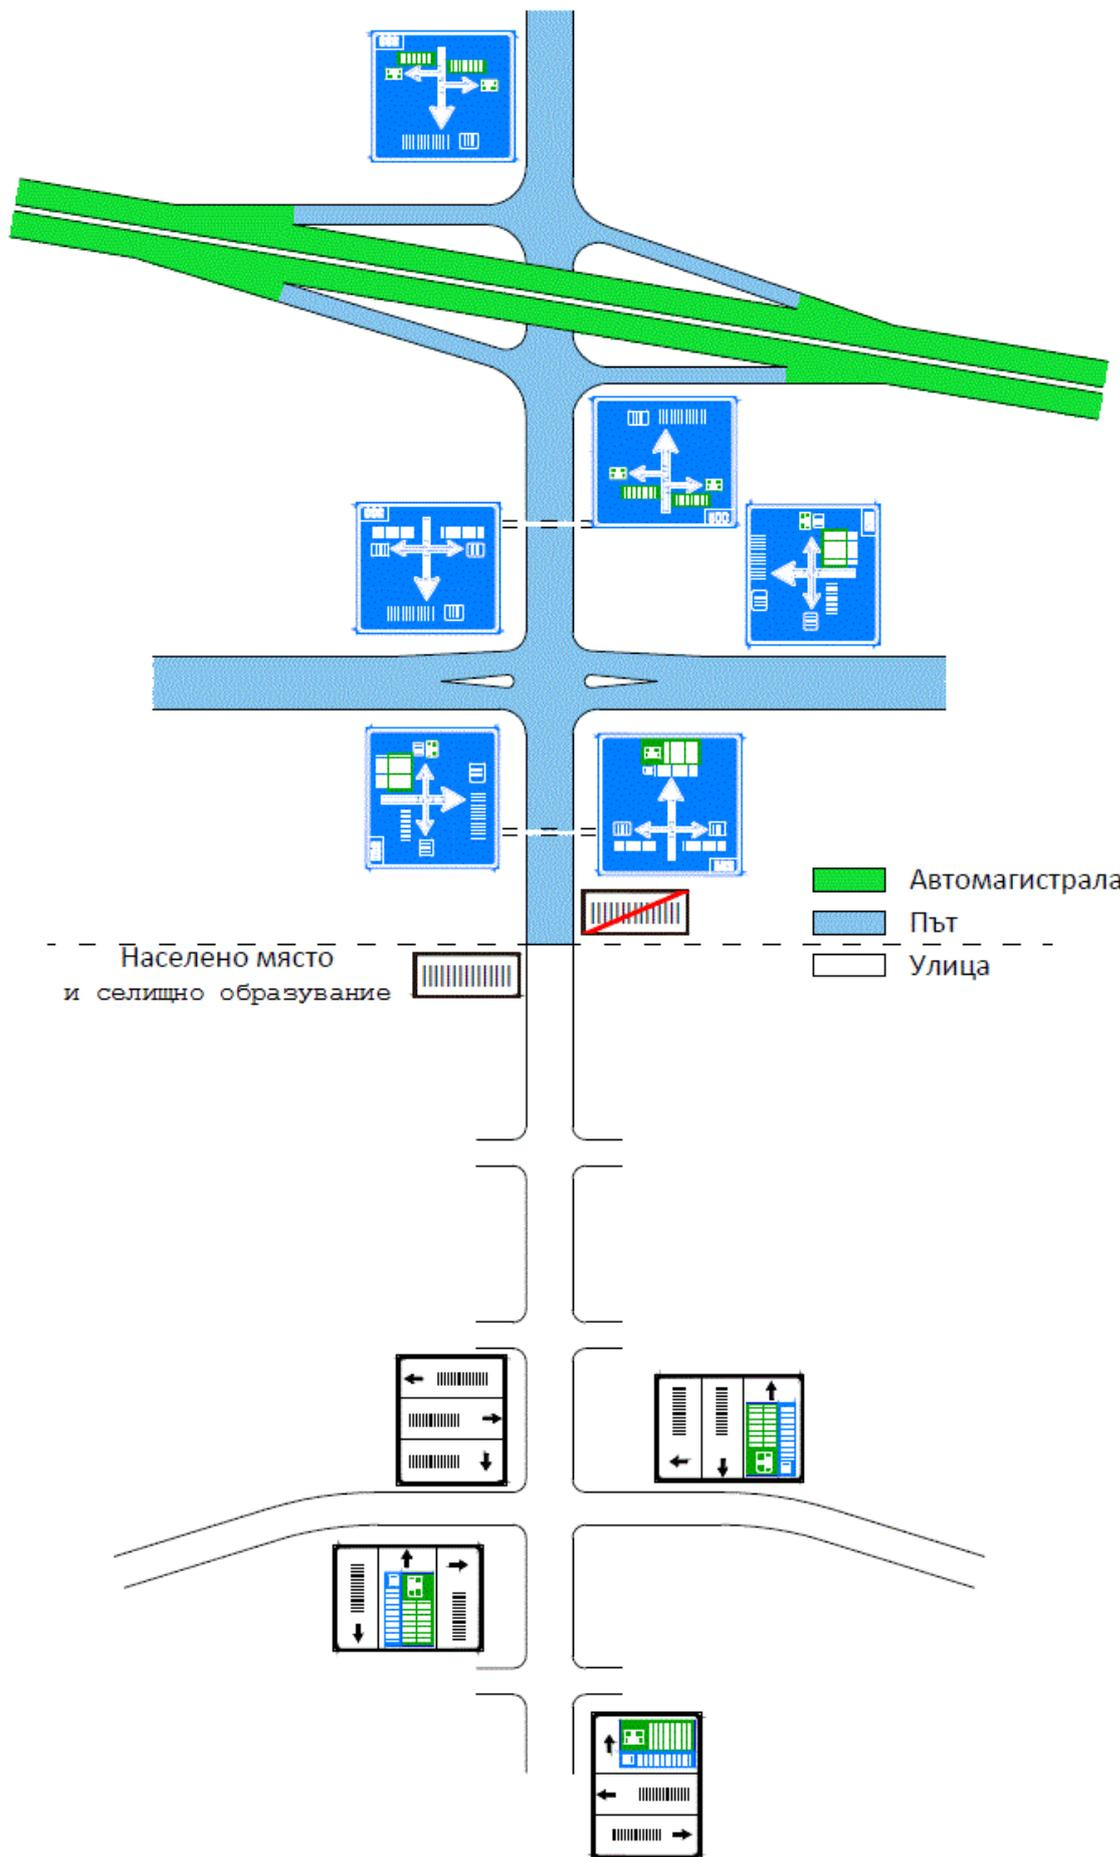 Автомагистрала
Път
Улица
Населено място
и селищно образувание